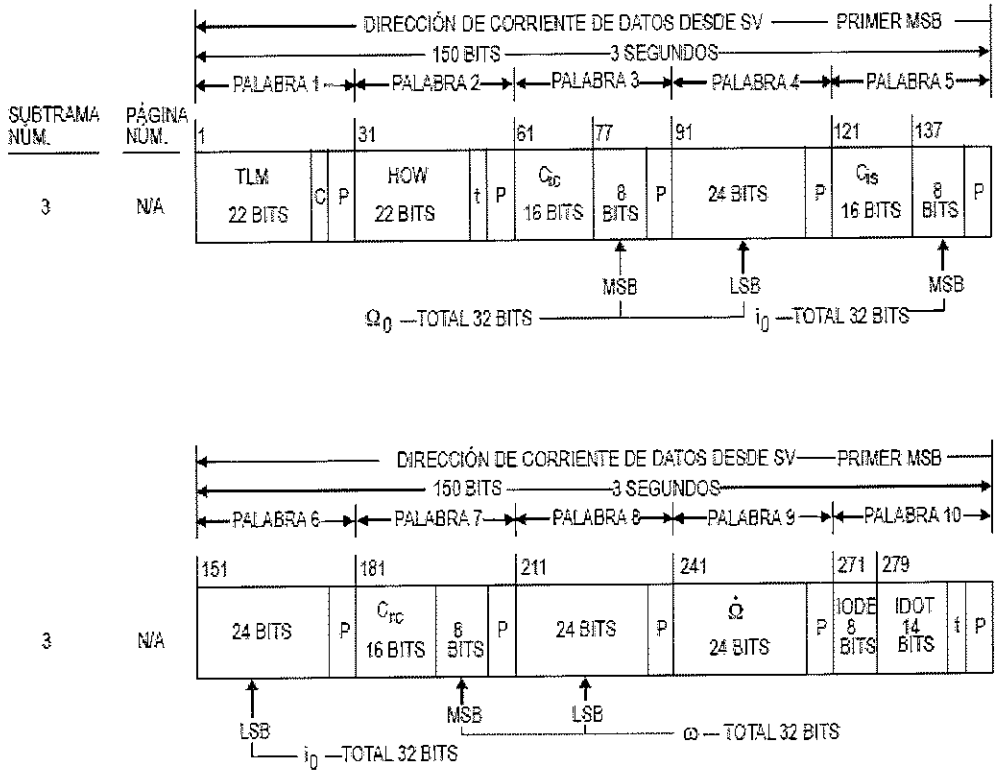 DIRECCIÓN DE CORRIENTE DE DATOS DESDE SV — PRIMER MSB
150 BITS — 3 SEGUNDOS
PALABRA 1 PALABRA 2 PALABRA 3 PALABRA 4 PALABRA 5
SUBTRAMA NÚM. PÁGINA NÚM.
1 31 61 77 91 121 137
3 N/A
TLM 22 BITS C P HOW 22 BITS t P Cic 16 BITS 8 BITS P 24 BITS P Cis 16 BITS 8 BITS P
MSB LSB MSB
Ω0 — TOTAL 32 BITS i0 — TOTAL 32 BITS
DIRECCIÓN DE CORRIENTE DE DATOS DESDE SV — PRIMER MSB
150 BITS — 3 SEGUNDOS
PALABRA 6 PALABRA 7 PALABRA 8 PALABRA 9 PALABRA 10
151 181 211 241 271 279
3 N/A
24 BITS P Crc 16 BITS 8 BITS P 24 BITS P Ω̇ 24 BITS P IODE 8 BITS IDOT 14 BITS t P
LSB MSB LSB
i0 — TOTAL 32 BITS ω — TOTAL 32 BITS